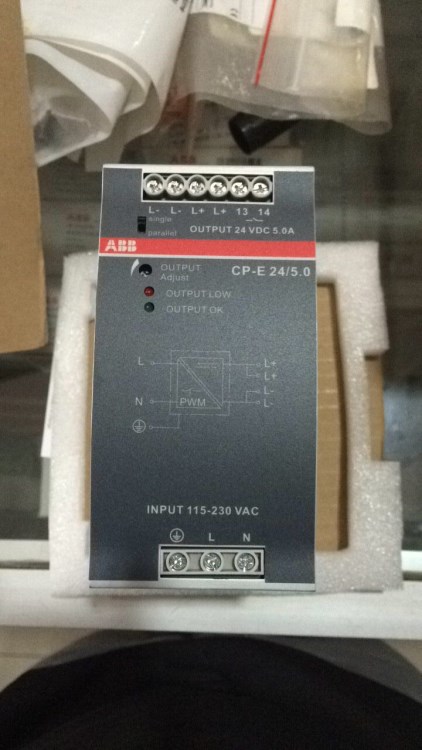 ABB
L- L- L+ L+ 13 14
single
parallel
OUTPUT 24 VDC 5.0A
ABB
OUTPUT
Adjust
CP-E 24/5.0
OUTPUT LOW
OUTPUT OK
L
L+
L+
L-
N
PWM
L-
INPUT 115-230 VAC
L N